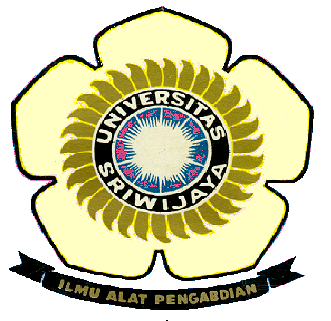 UNIVERSITAS
SRIWIJAYA
ILMU ALAT PENGABDIAN